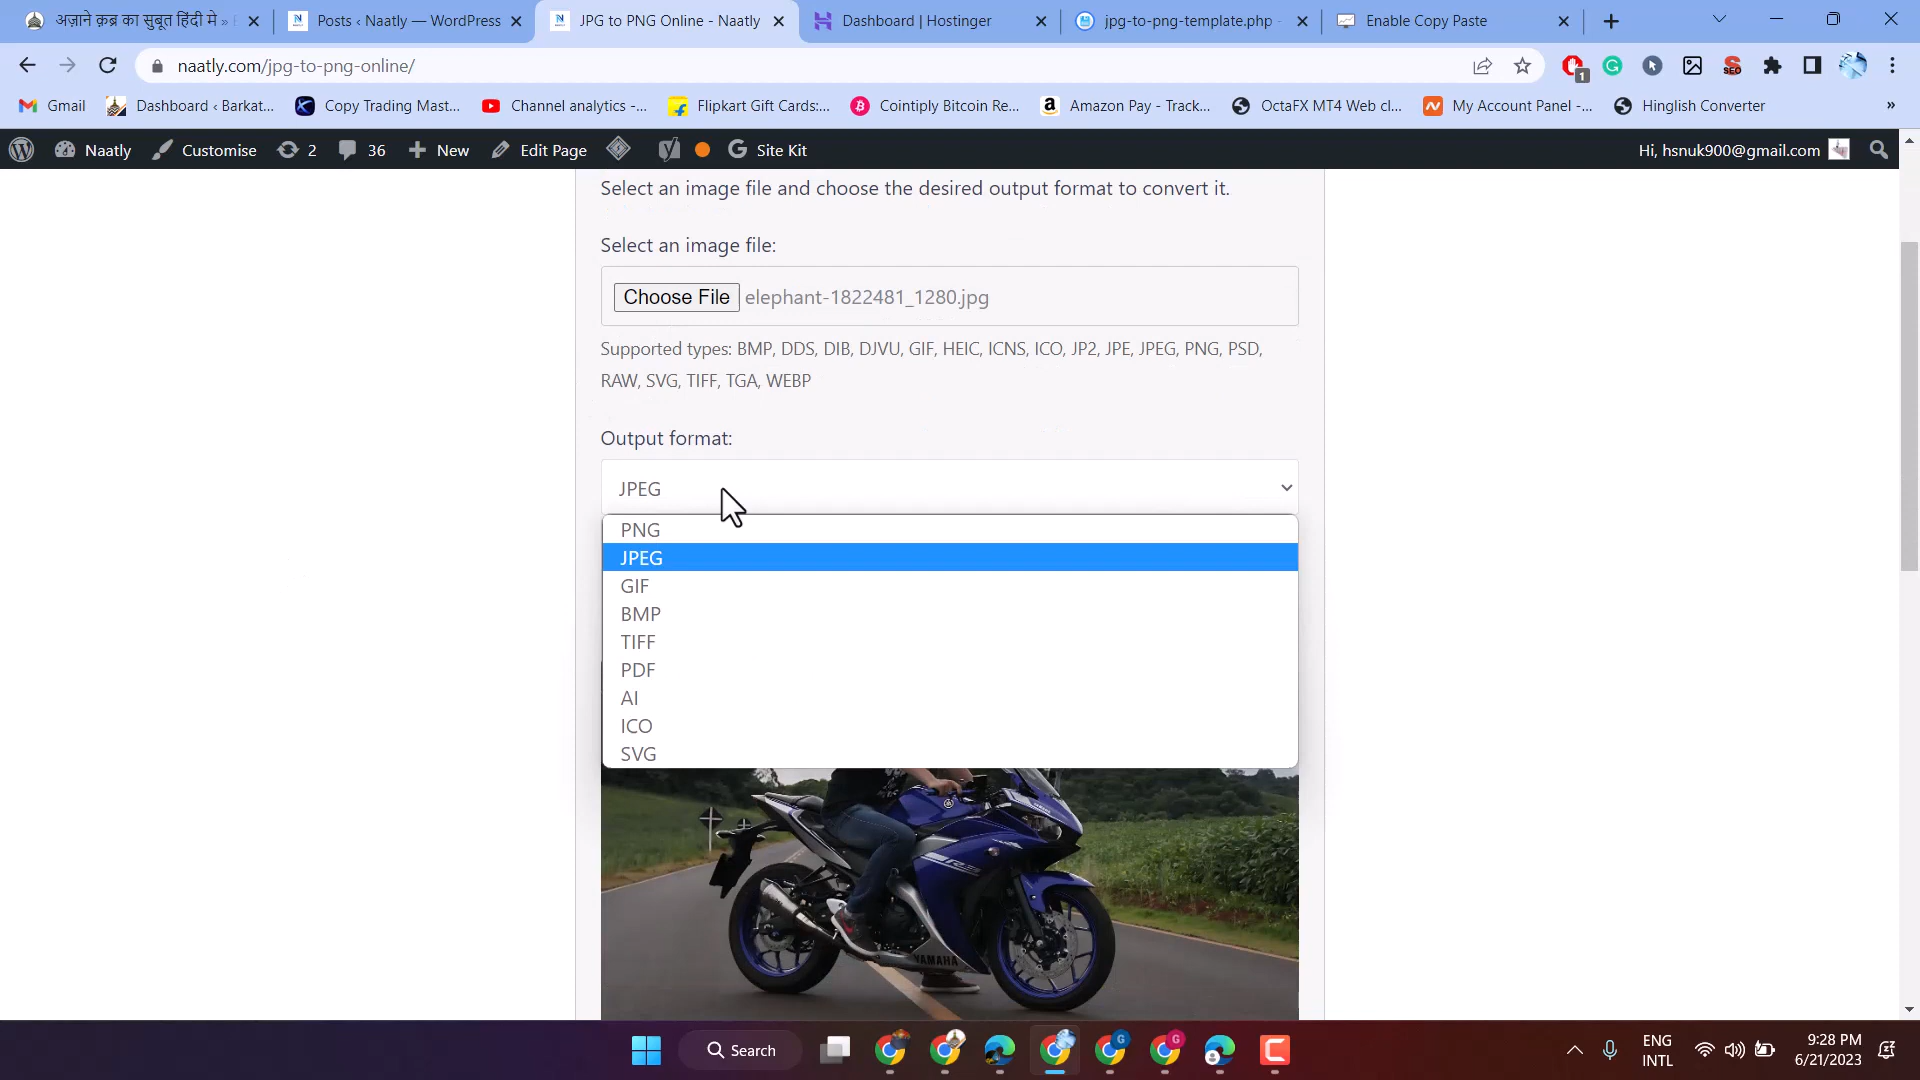 अज़ाने क़ब्र का सुबूत हिंदी मे »
Posts ‹ Naatly — WordPress
JPG to PNG Online - Naatly
Dashboard | Hostinger
jpg-to-png-template.php -
Enable Copy Paste
naatly.com/jpg-to-png-online/
SEO
1
Gmail
Dashboard ‹ Barkat...
Copy Trading Mast...
Channel analytics -...
Flipkart Gift Cards:...
Cointiply Bitcoin Re...
Amazon Pay - Track...
OctaFX MT4 Web cl...
My Account Panel -...
Hinglish Converter
»
Naatly
Customise
2
36
New
Edit Page
Site Kit
Hi, hsnuk900@gmail.com
Select an image file and choose the desired output format to convert it.
Select an image file:
Choose File elephant-1822481_1280.jpg
Supported types: BMP, DDS, DIB, DJVU, GIF, HEIC, ICNS, ICO, JP2, JPE, JPEG, PNG, PSD,
RAW, SVG, TIFF, TGA, WEBP
Output format:
JPEG
PNG
JPEG
GIF
BMP
TIFF
PDF
AI
ICO
SVG
YAMAHA
Search
ENG
INTL
9:28 PM
6/21/2023